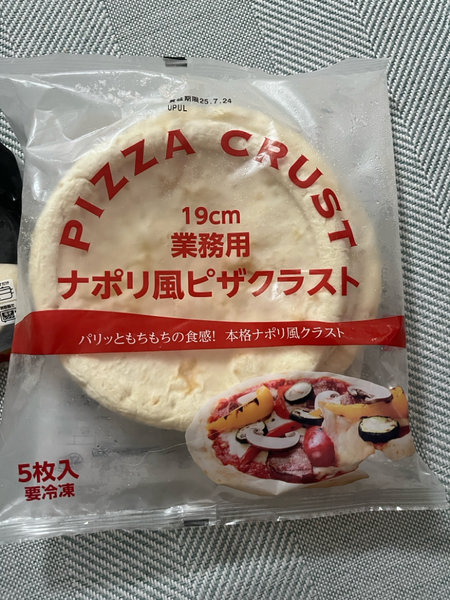 賞味期限25.7.24
UPUL
PIZZA CRUST
19cm
業務用
ナポリ風ピザクラスト
パリッともちもちの食感! 本格ナポリ風クラスト
5枚入
要冷凍